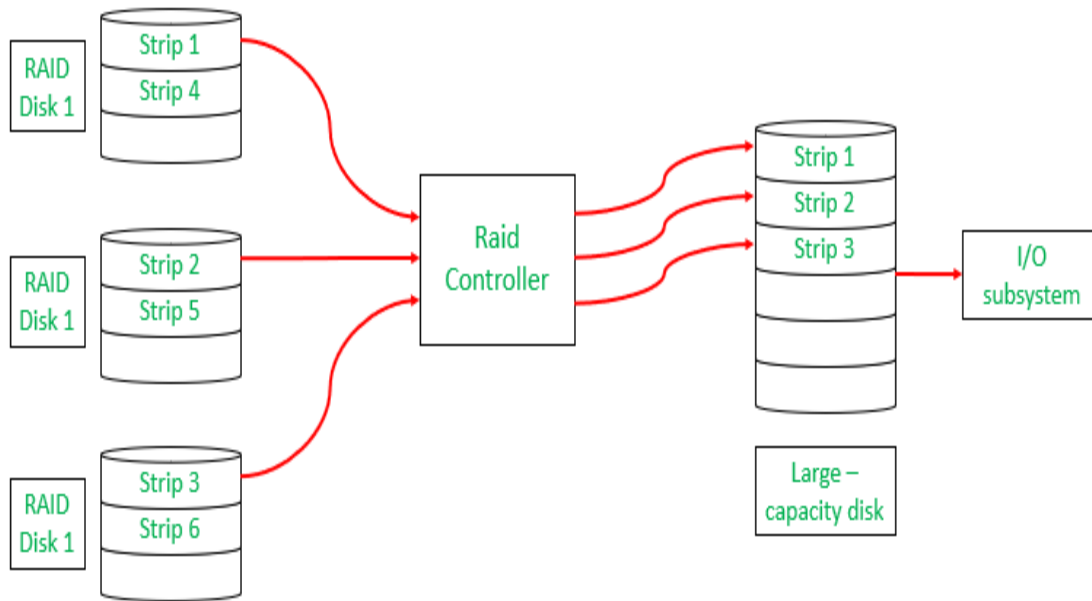 RAID
Disk 1
Strip 1
Strip 4
RAID
Disk 1
Strip 2
Strip 5
RAID
Disk 1
Strip 3
Strip 6
Raid
Controller
Strip 1
Strip 2
Strip 3
Large –
capacity disk
I/O
subsystem